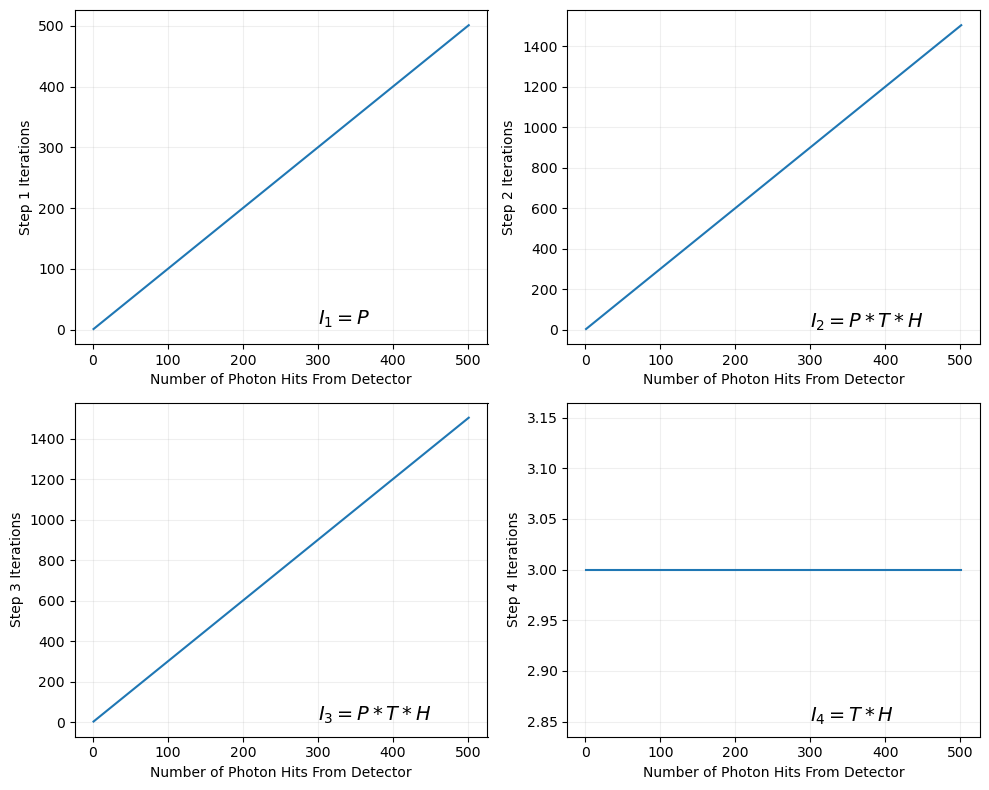 500
400
300
200
100
0
Step 1 Iterations
I₁ = P
0 100 200 300 400 500
Number of Photon Hits From Detector
1400
1200
1000
800
600
400
200
0
Step 2 Iterations
I₂ = P * T * H
0 100 200 300 400 500
Number of Photon Hits From Detector
1400
1200
1000
800
600
400
200
0
Step 3 Iterations
I₃ = P * T * H
0 100 200 300 400 500
Number of Photon Hits From Detector
3.15
3.10
3.05
3.00
2.95
2.90
2.85
Step 4 Iterations
I₄ = T * H
0 100 200 300 400 500
Number of Photon Hits From Detector